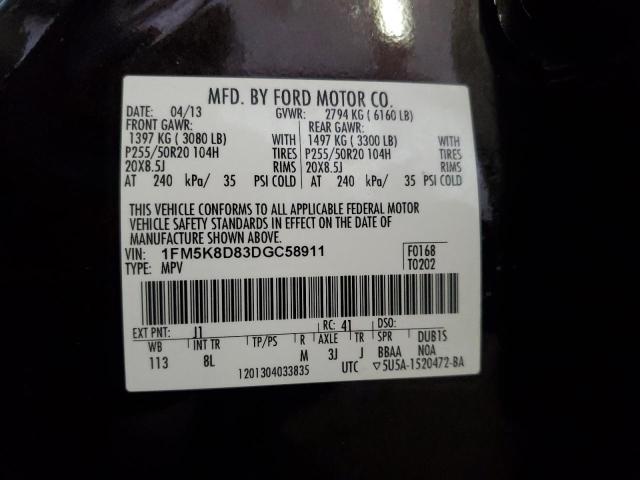 MFD. BY FORD MOTOR CO.
DATE: 04/13 GVWR: 2794 KG ( 6160 LB)
FRONT GAWR: REAR GAWR:
1397 KG ( 3080 LB) WITH 1497 KG ( 3300 LB) WITH
P255/50R20 104H TIRES P255/50R20 104H TIRES
20X8.5J RIMS 20X8.5J RIMS
AT 240 kPa/ 35 PSI COLD AT 240 kPa/ 35 PSI COLD
THIS VEHICLE CONFORMS TO ALL APPLICABLE FEDERAL MOTOR
VEHICLE SAFETY STANDARDS IN EFFECT ON THE DATE OF
MANUFACTURE SHOWN ABOVE.
VIN: 1FM5K8D83DGC58911 F0168
TYPE: MPV T0202
EXT PNT: J1 RC: 41 DSO:
WB INT TR TP/PS R AXLE TR SPR DUB1S
113 8L M 3J J BBAA N0A
1201304033835 UTC ▽5U5A-1520472-BA